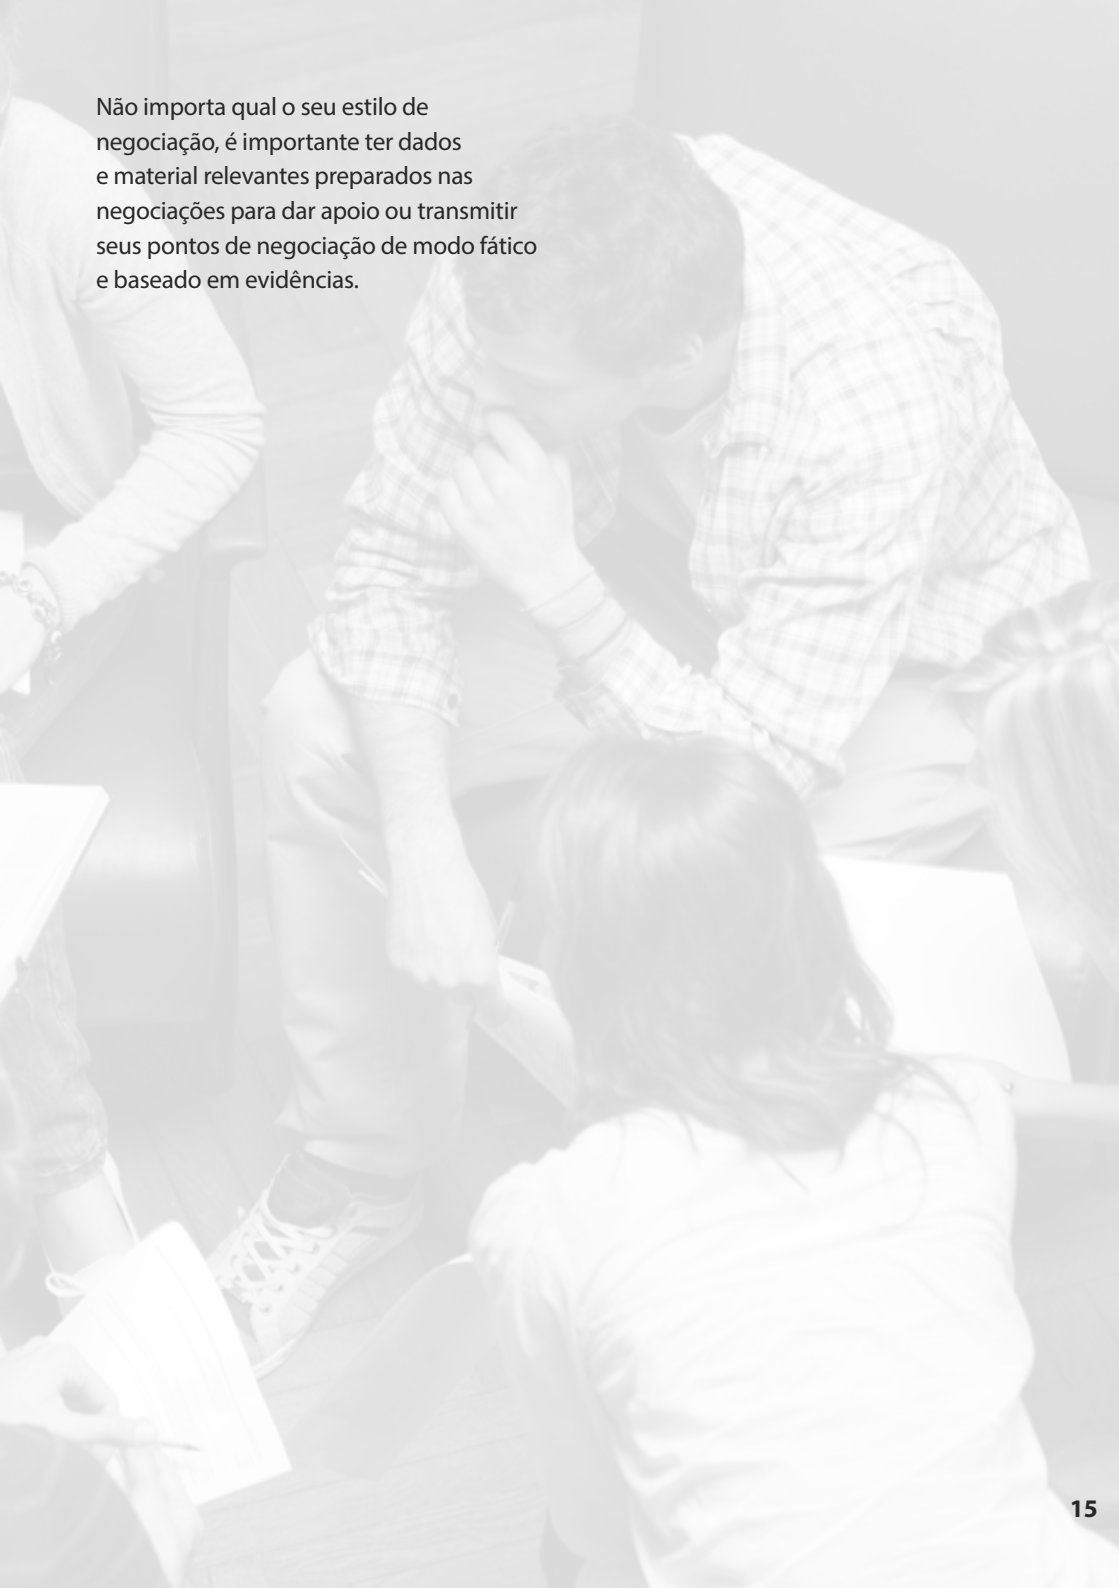 Não importa qual o seu estilo de
negociação, é importante ter dados
e material relevantes preparados nas
negociações para dar apoio ou transmitir
seus pontos de negociação de modo fático
e baseado em evidências.
15